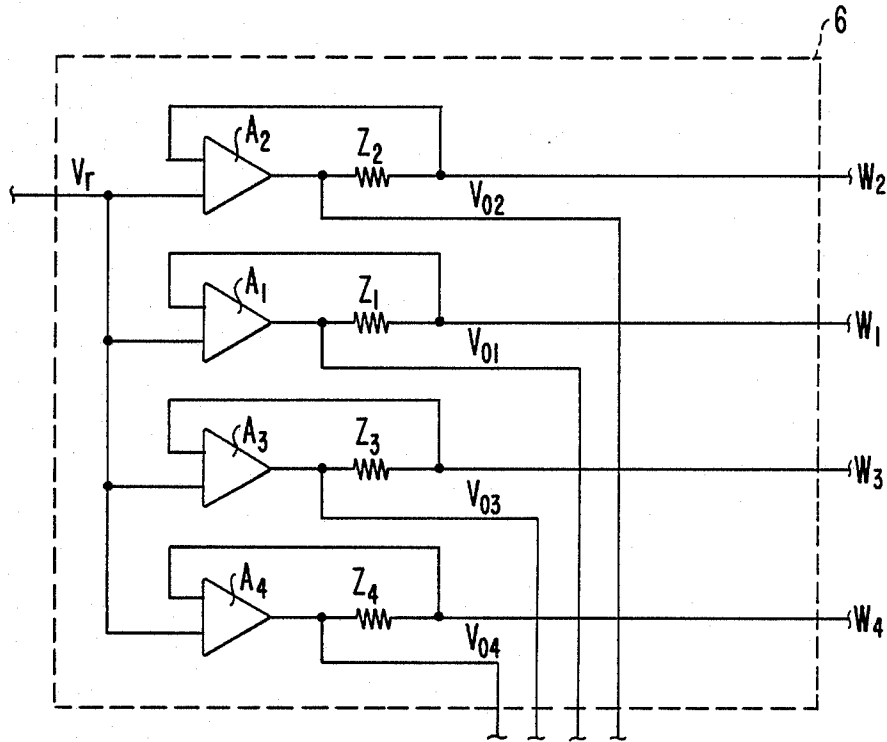 6
A₂
Z₂
Vᵣ
V₀₂
W₂
A₁
Z₁
V₀₁
W₁
A₃
Z₃
V₀₃
W₃
A₄
Z₄
V₀₄
W₄